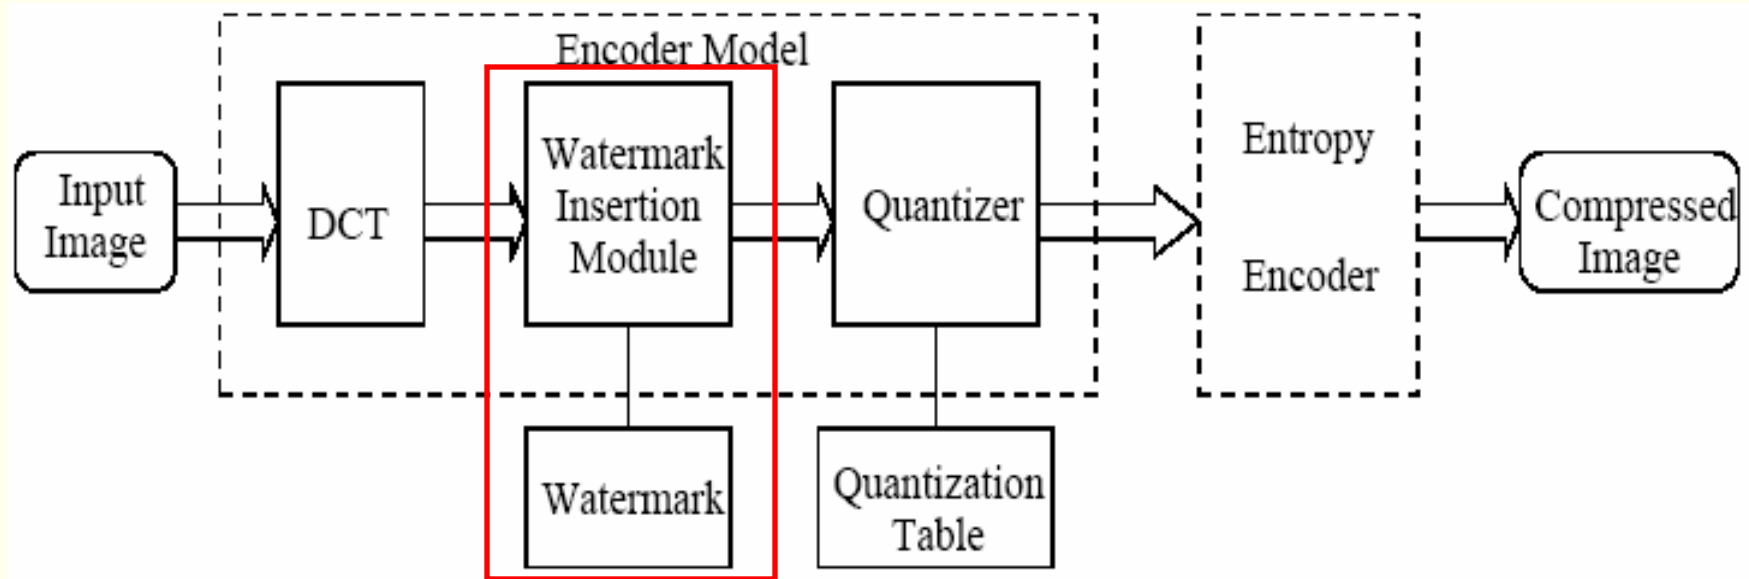 Encoder Model
Input
Image
DCT
Watermark
Insertion
Module
Quantizer
Entropy
Encoder
Compressed
Image
Watermark
Quantization
Table